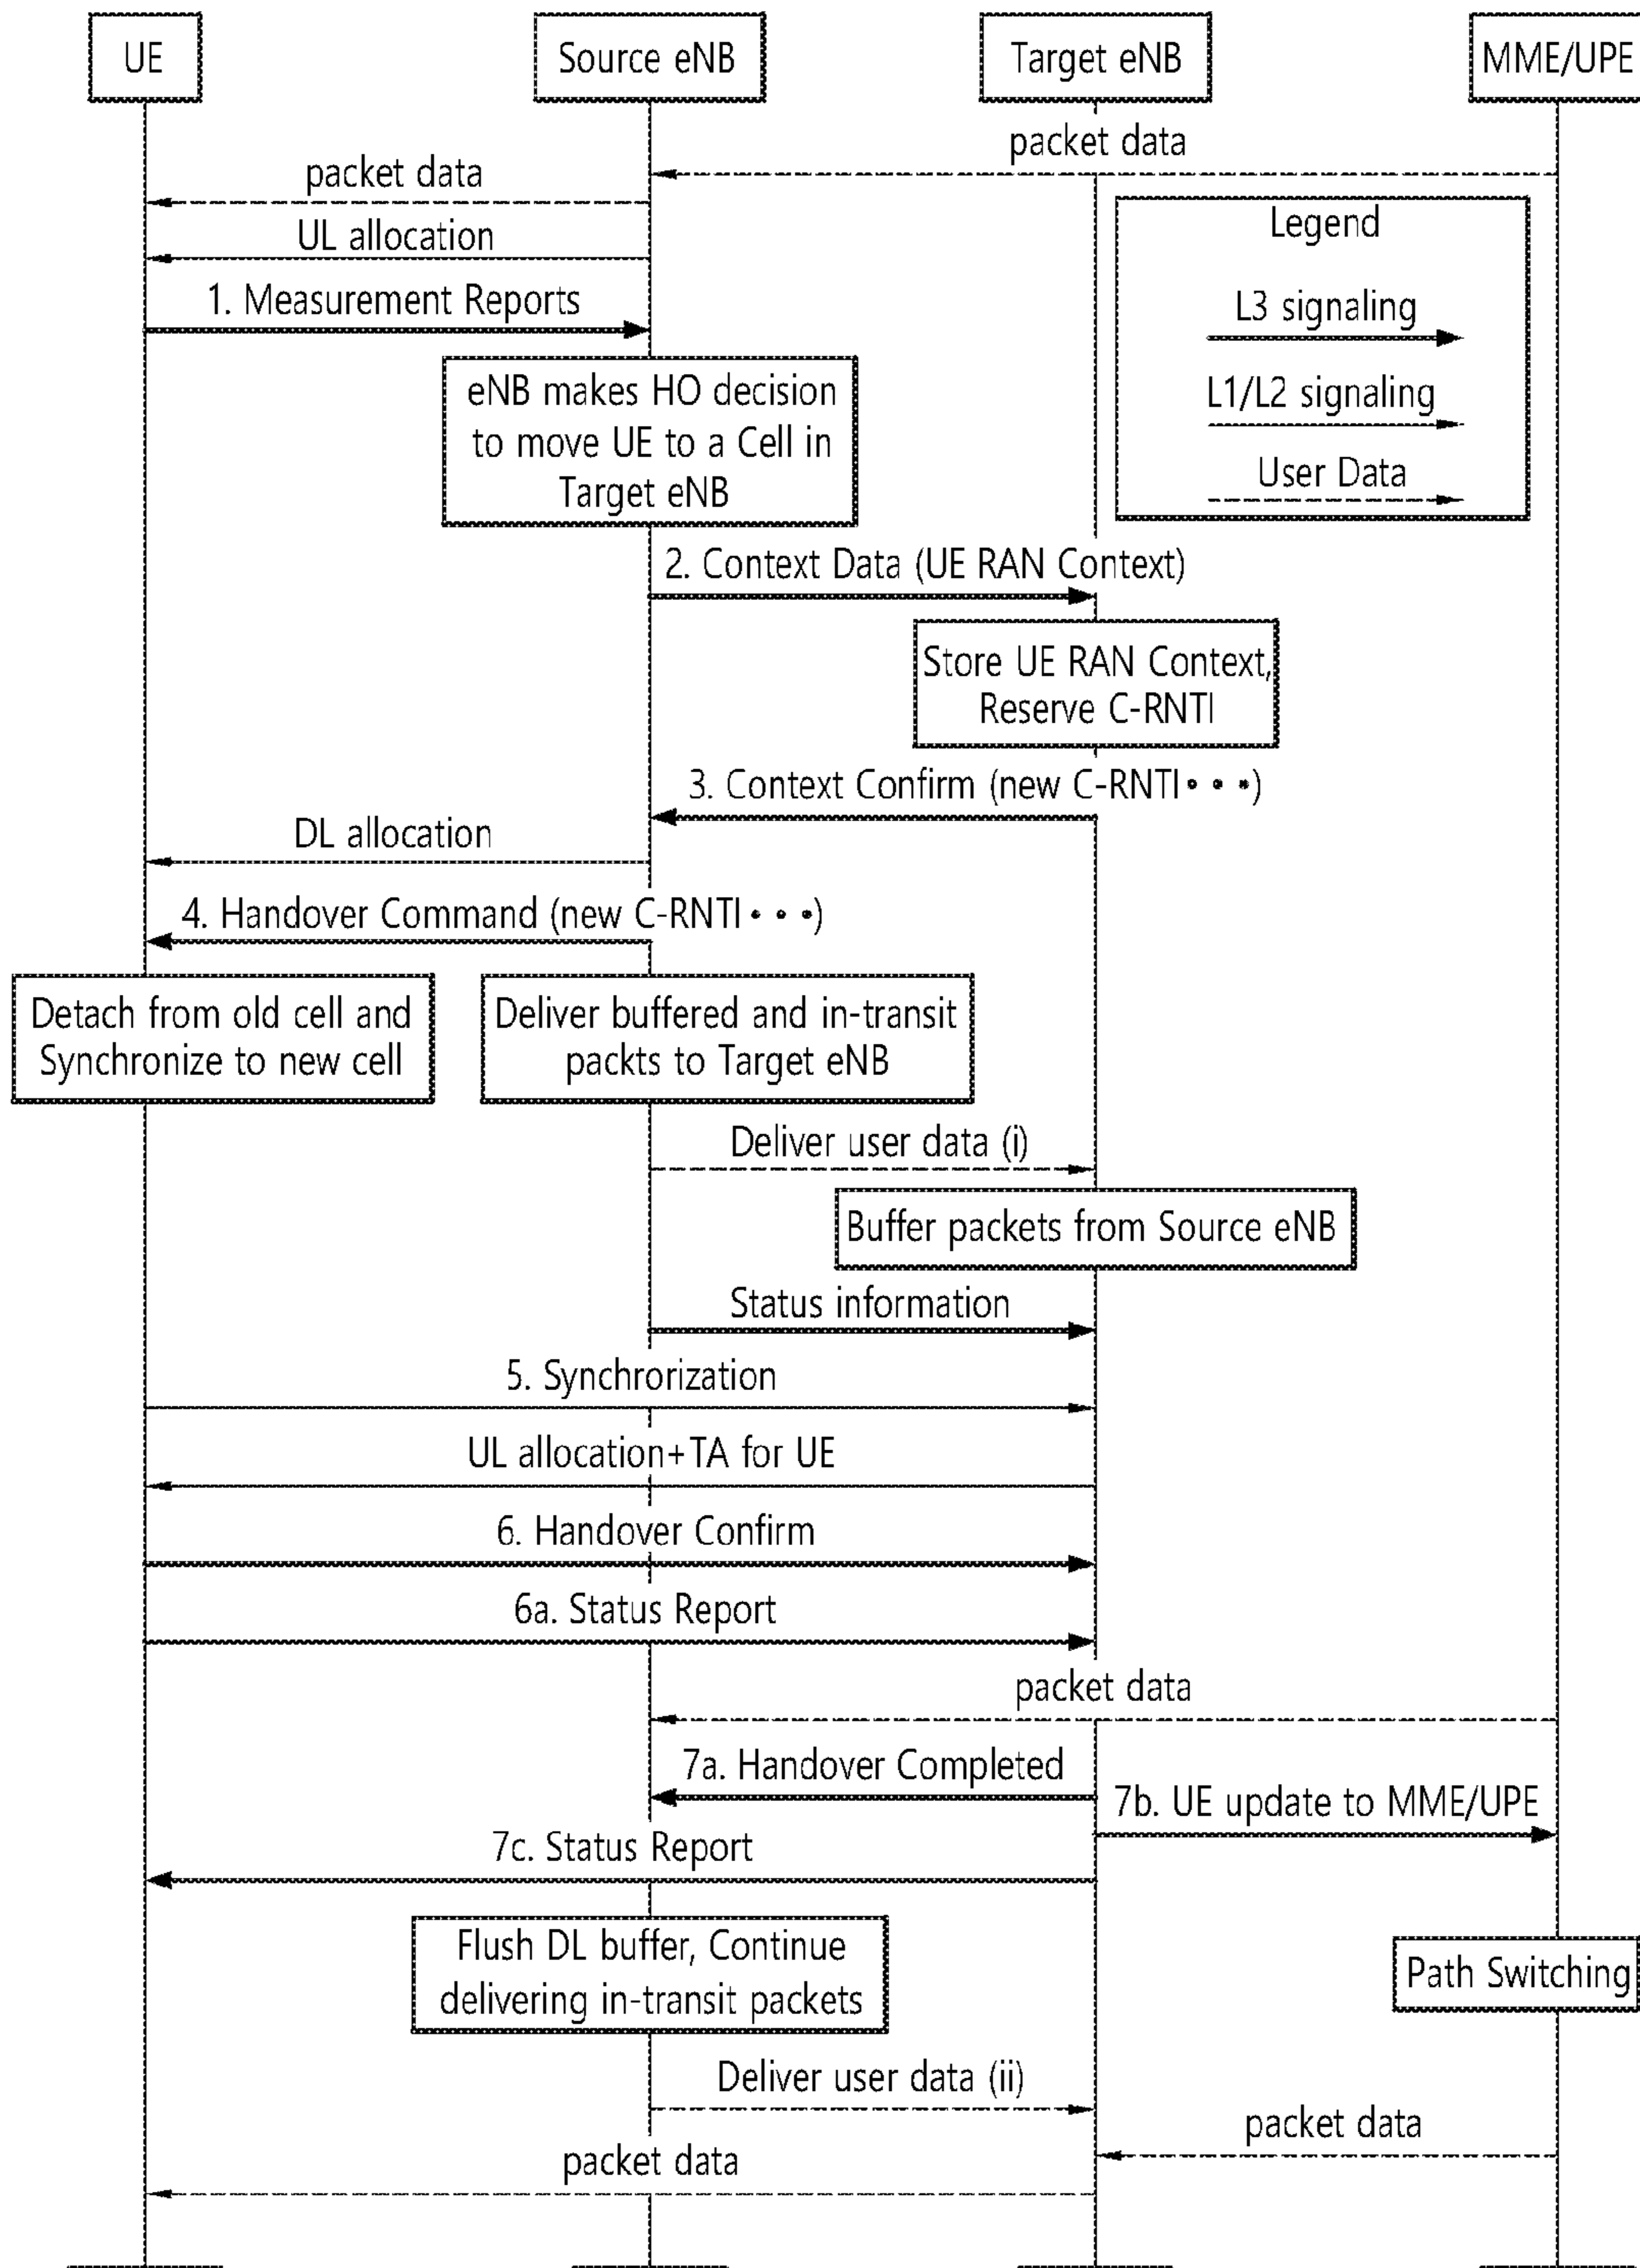 UE
Source eNB
Target eNB
MME/UPE
packet data
packet data
UL allocation
Legend
L3 signaling
L1/L2 signaling
User Data
1. Measurement Reports
eNB makes HO decision
to move UE to a Cell in
Target eNB
2. Context Data (UE RAN Context)
Store UE RAN Context,
Reserve C-RNTI
3. Context Confirm (new C-RNTI•••)
DL allocation
4. Handover Command (new C-RNTI•••)
Detach from old cell and
Synchronize to new cell
Deliver buffered and in-transit
packts to Target eNB
Deliver user data (i)
Buffer packets from Source eNB
Status information
5. Synchrorization
UL allocation+TA for UE
6. Handover Confirm
6a. Status Report
packet data
7a. Handover Completed
7b. UE update to MME/UPE
7c. Status Report
Flush DL buffer, Continue
delivering in-transit packets
Path Switching
Deliver user data (ii)
packet data
packet data